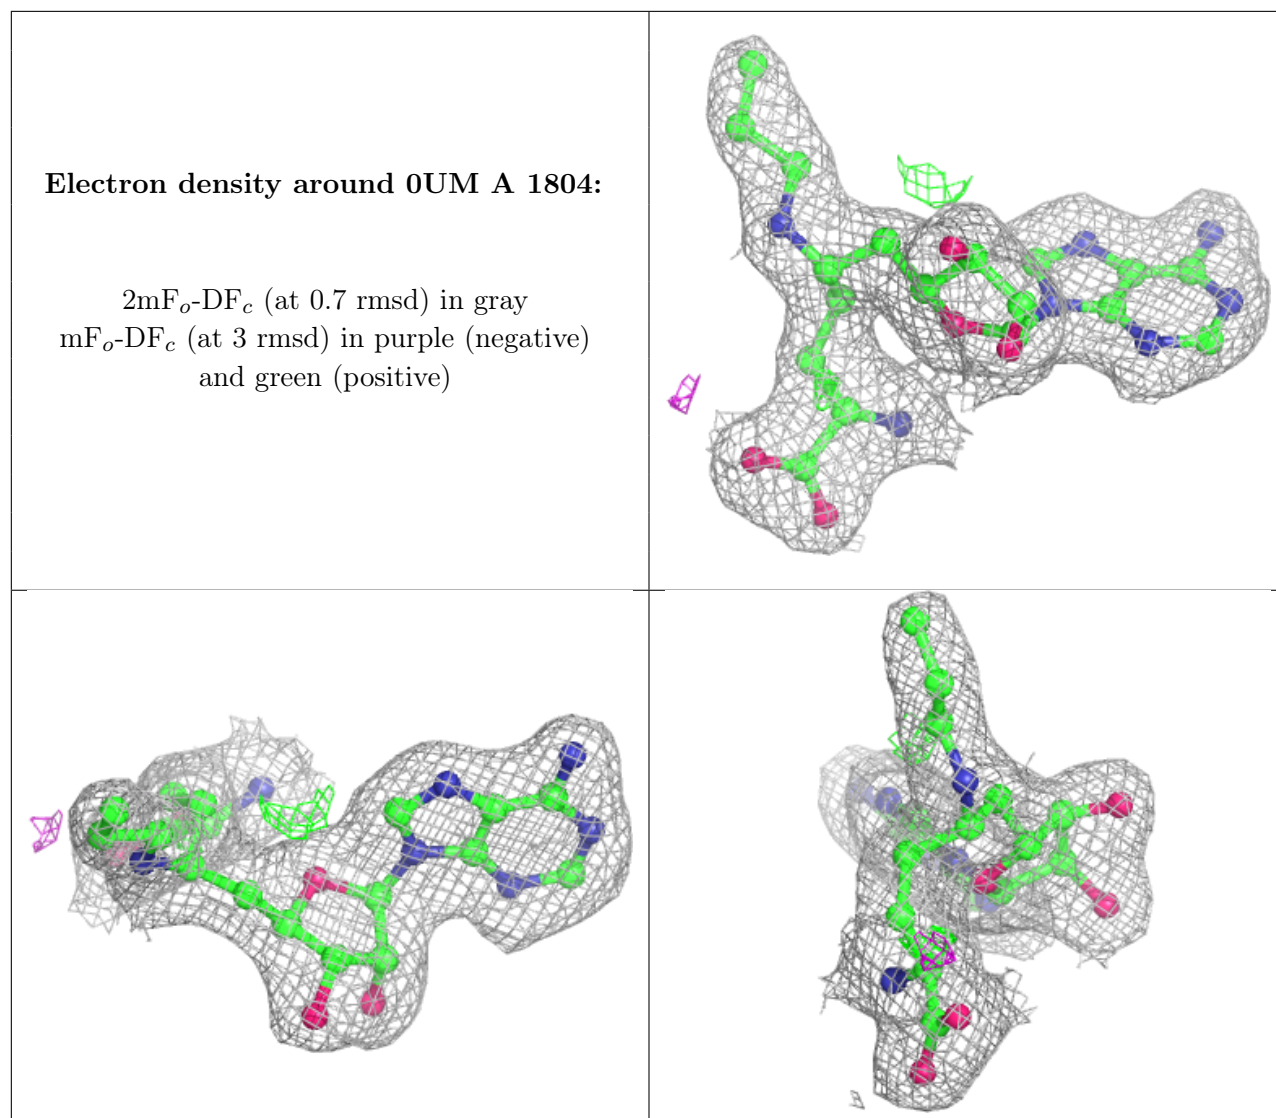 Electron density around 0UM A 1804:
2mFo-DFc (at 0.7 rmsd) in gray
mFo-DFc (at 3 rmsd) in purple (negative)
and green (positive)